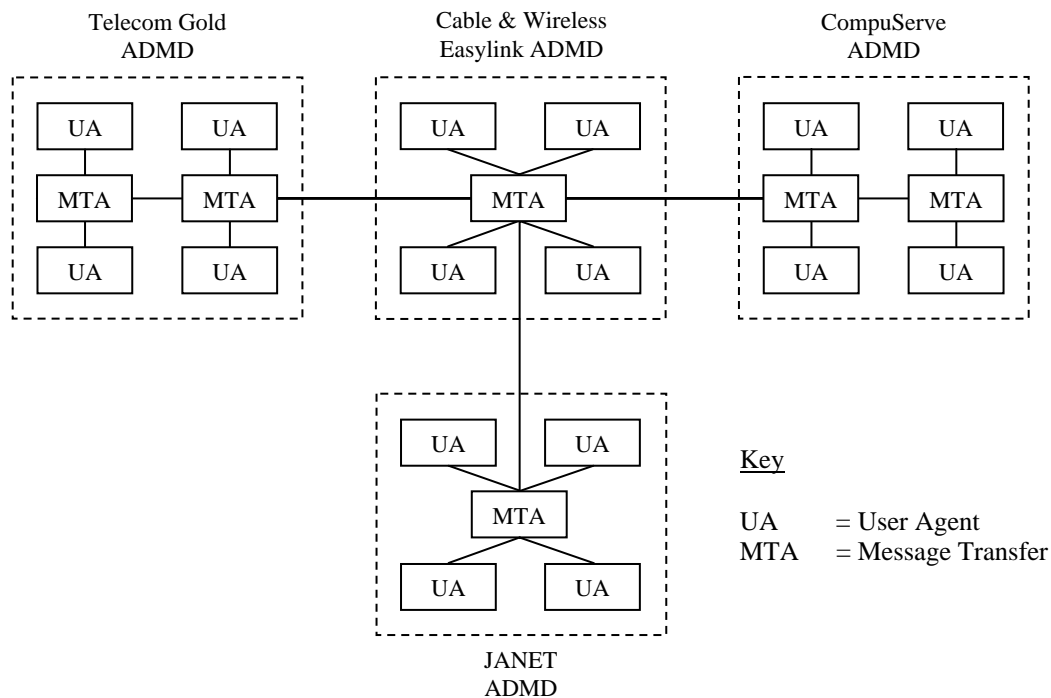 Telecom Gold
ADMD
Cable & Wireless
Easylink ADMD
CompuServe
ADMD
UA UA UA UA UA UA
MTA MTA MTA MTA MTA
UA UA UA UA UA UA
UA UA
MTA
UA UA
Key
UA = User Agent
MTA = Message Transfer
JANET
ADMD